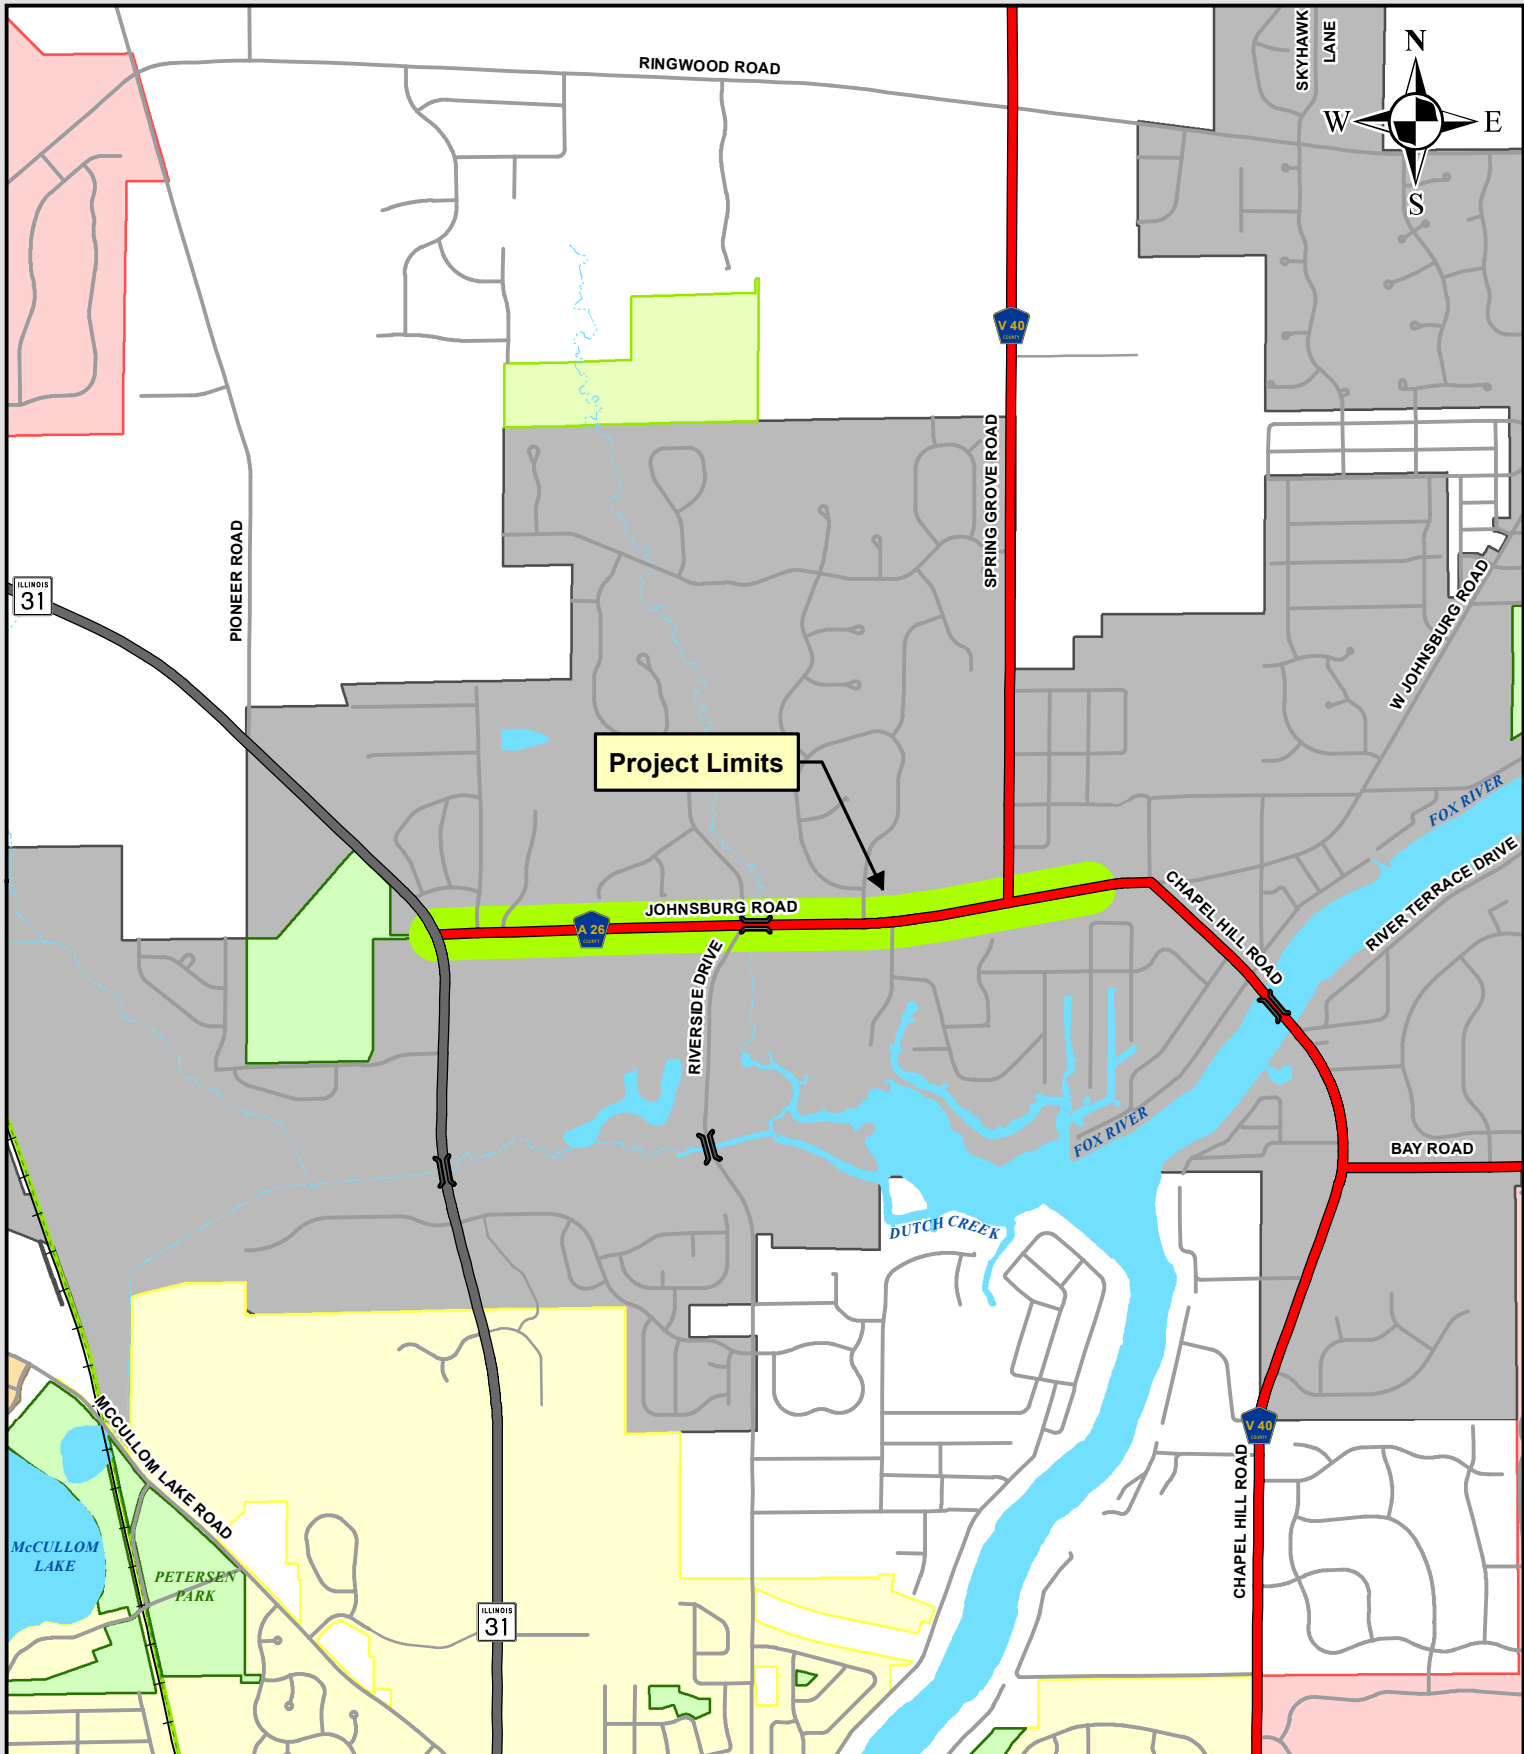 SKYHAWK
LANE
N
W
E
S
RINGWOOD ROAD
V 40
COUNTY
SPRING GROVE ROAD
PIONEER ROAD
ILLINOIS
31
W JOHNSBURG ROAD
Project Limits
FOX RIVER
RIVER TERRACE DRIVE
CHAPEL HILL ROAD
JOHNSBURG ROAD
A 26
COUNTY
RIVERSIDE DRIVE
FOX RIVER
BAY ROAD
DUTCH CREEK
MCCULLOM LAKE ROAD
V 40
COUNTY
CHAPEL HILL ROAD
McCULLOM
LAKE
PETERSEN
PARK
ILLINOIS
31